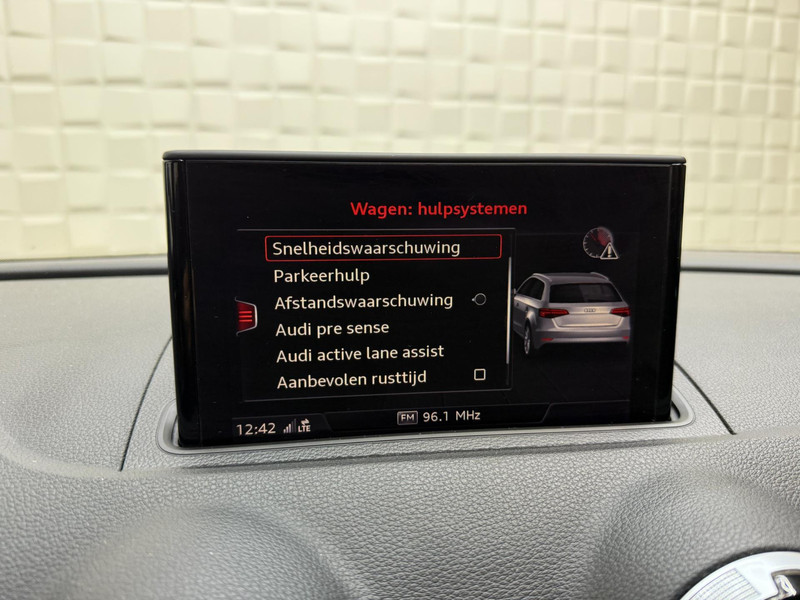 Wagen: hulpsystemen
Snelheidswaarschuwing
Parkeerhulp
Afstandswaarschuwing
Audi pre sense
Audi active lane assist
Aanbevolen rusttijd
12:42 LTE FM 96.1 MHz